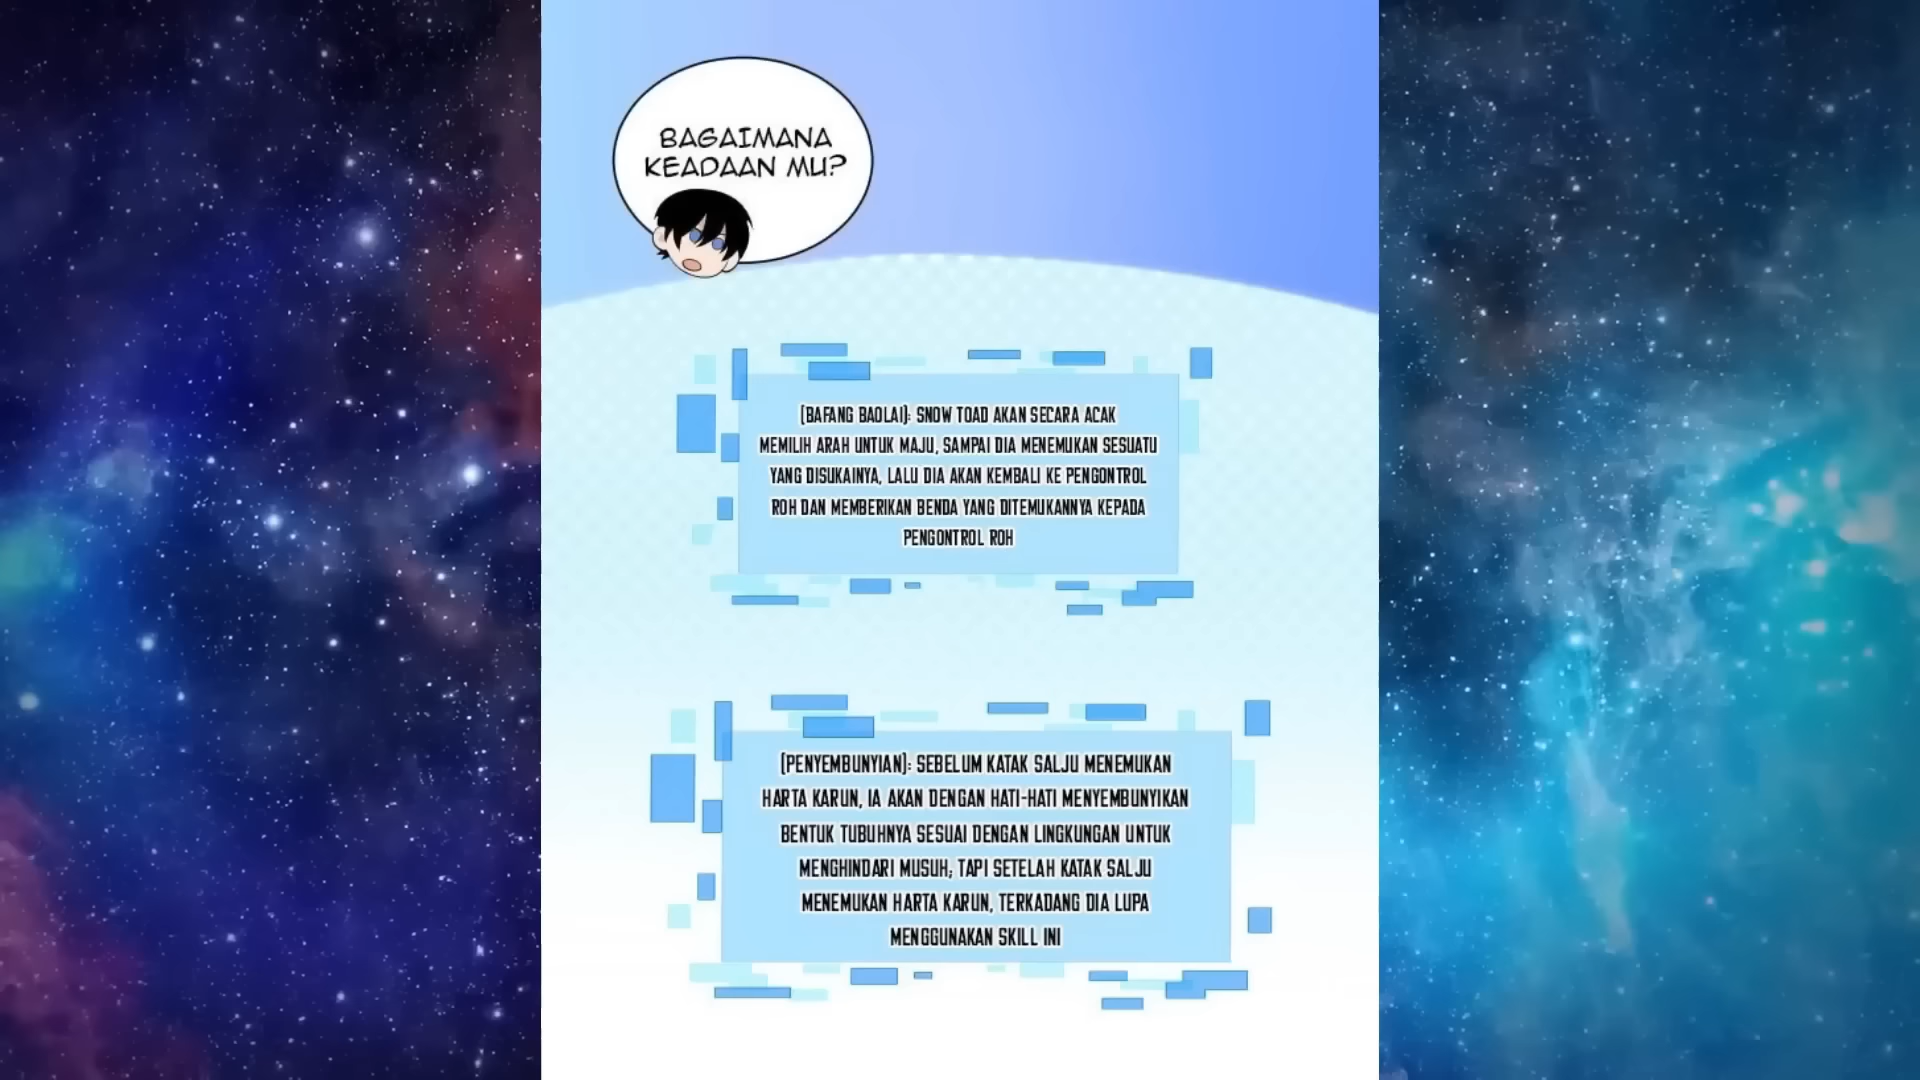 BAGAIMANA
KEADAAN MU?
[BAFANG BAOLAI]: SNOW TOAD AKAN SECARA ACAK
MEMILIH ARAH UNTUK MAJU, SAMPAI DIA MENEMUKAN SESUATU
YANG DISUKAINYA, LALU DIA AKAN KEMBALI KE PENGONTROL
ROH DAN MEMBERIKAN BENDA YANG DITEMUKANNYA KEPADA
PENGONTROL ROH
[PENYEMBUNYIAN]: SEBELUM KATAK SALJU MENEMUKAN
HARTA KARUN, IA AKAN DENGAN HATI-HATI MENYEMBUNYIKAN
BENTUK TUBUHNYA SESUAI DENGAN LINGKUNGAN UNTUK
MENGHINDARI MUSUH; TAPI SETELAH KATAK SALJU
MENEMUKAN HARTA KARUN, TERKADANG DIA LUPA
MENGGUNAKAN SKILL INI